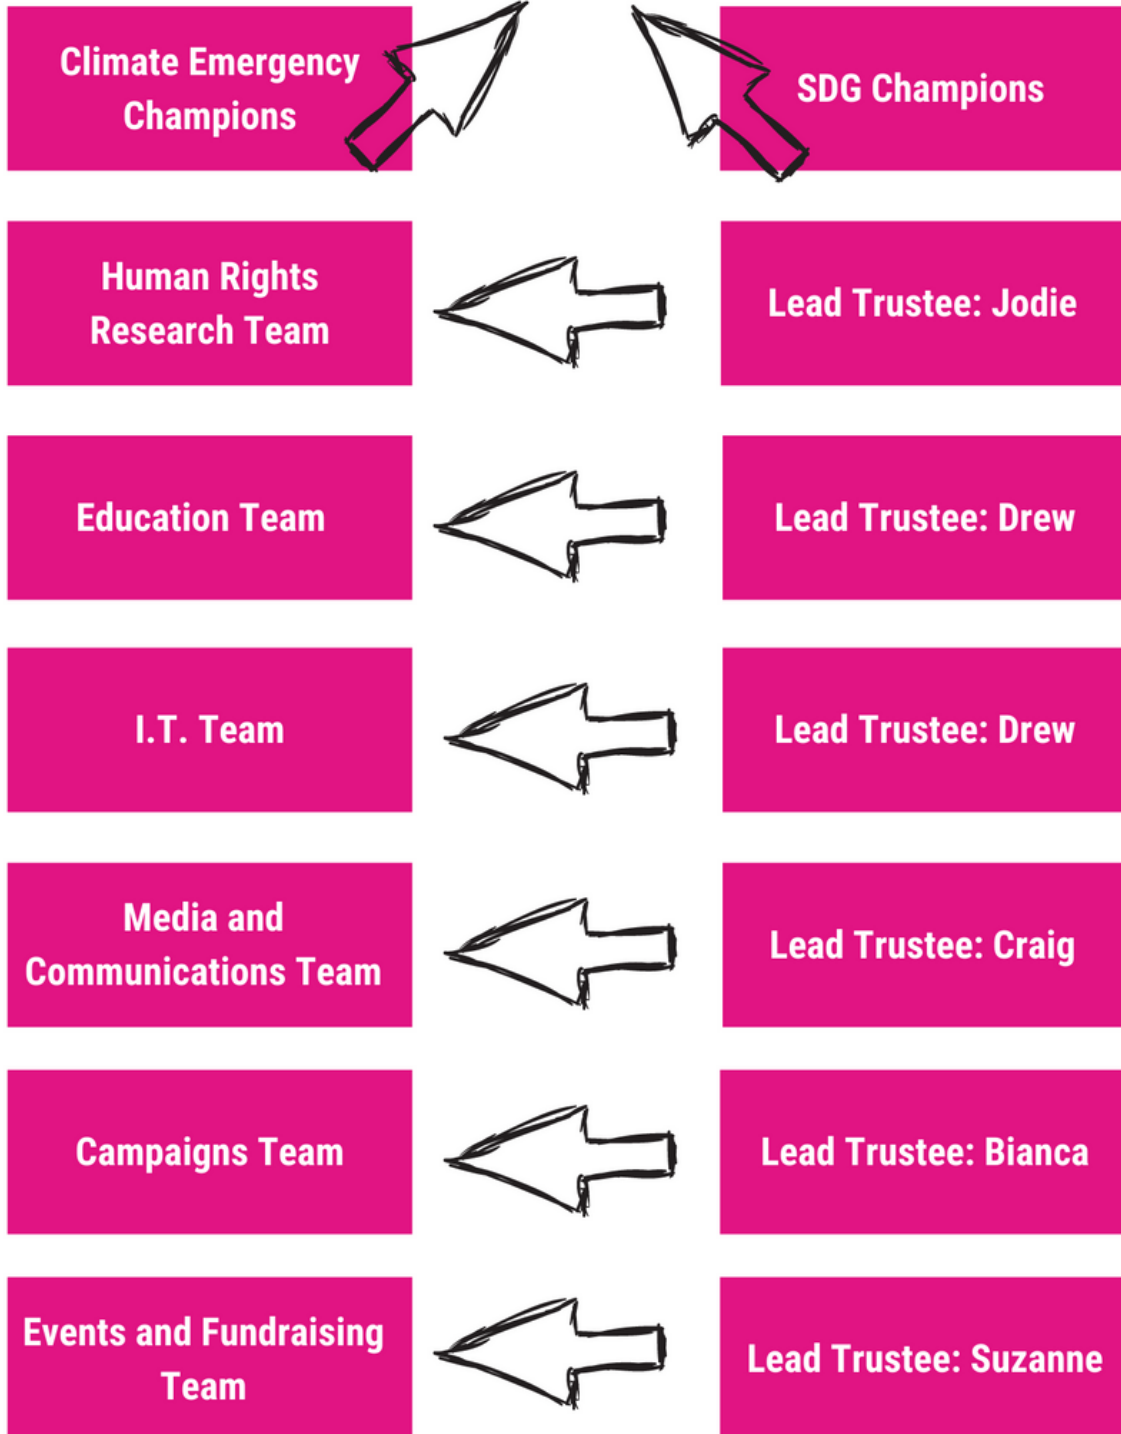 Climate Emergency
Champions
SDG Champions
Human Rights
Research Team
Lead Trustee: Jodie
Education Team
Lead Trustee: Drew
I.T. Team
Lead Trustee: Drew
Media and
Communications Team
Lead Trustee: Craig
Campaigns Team
Lead Trustee: Bianca
Events and Fundraising
Team
Lead Trustee: Suzanne